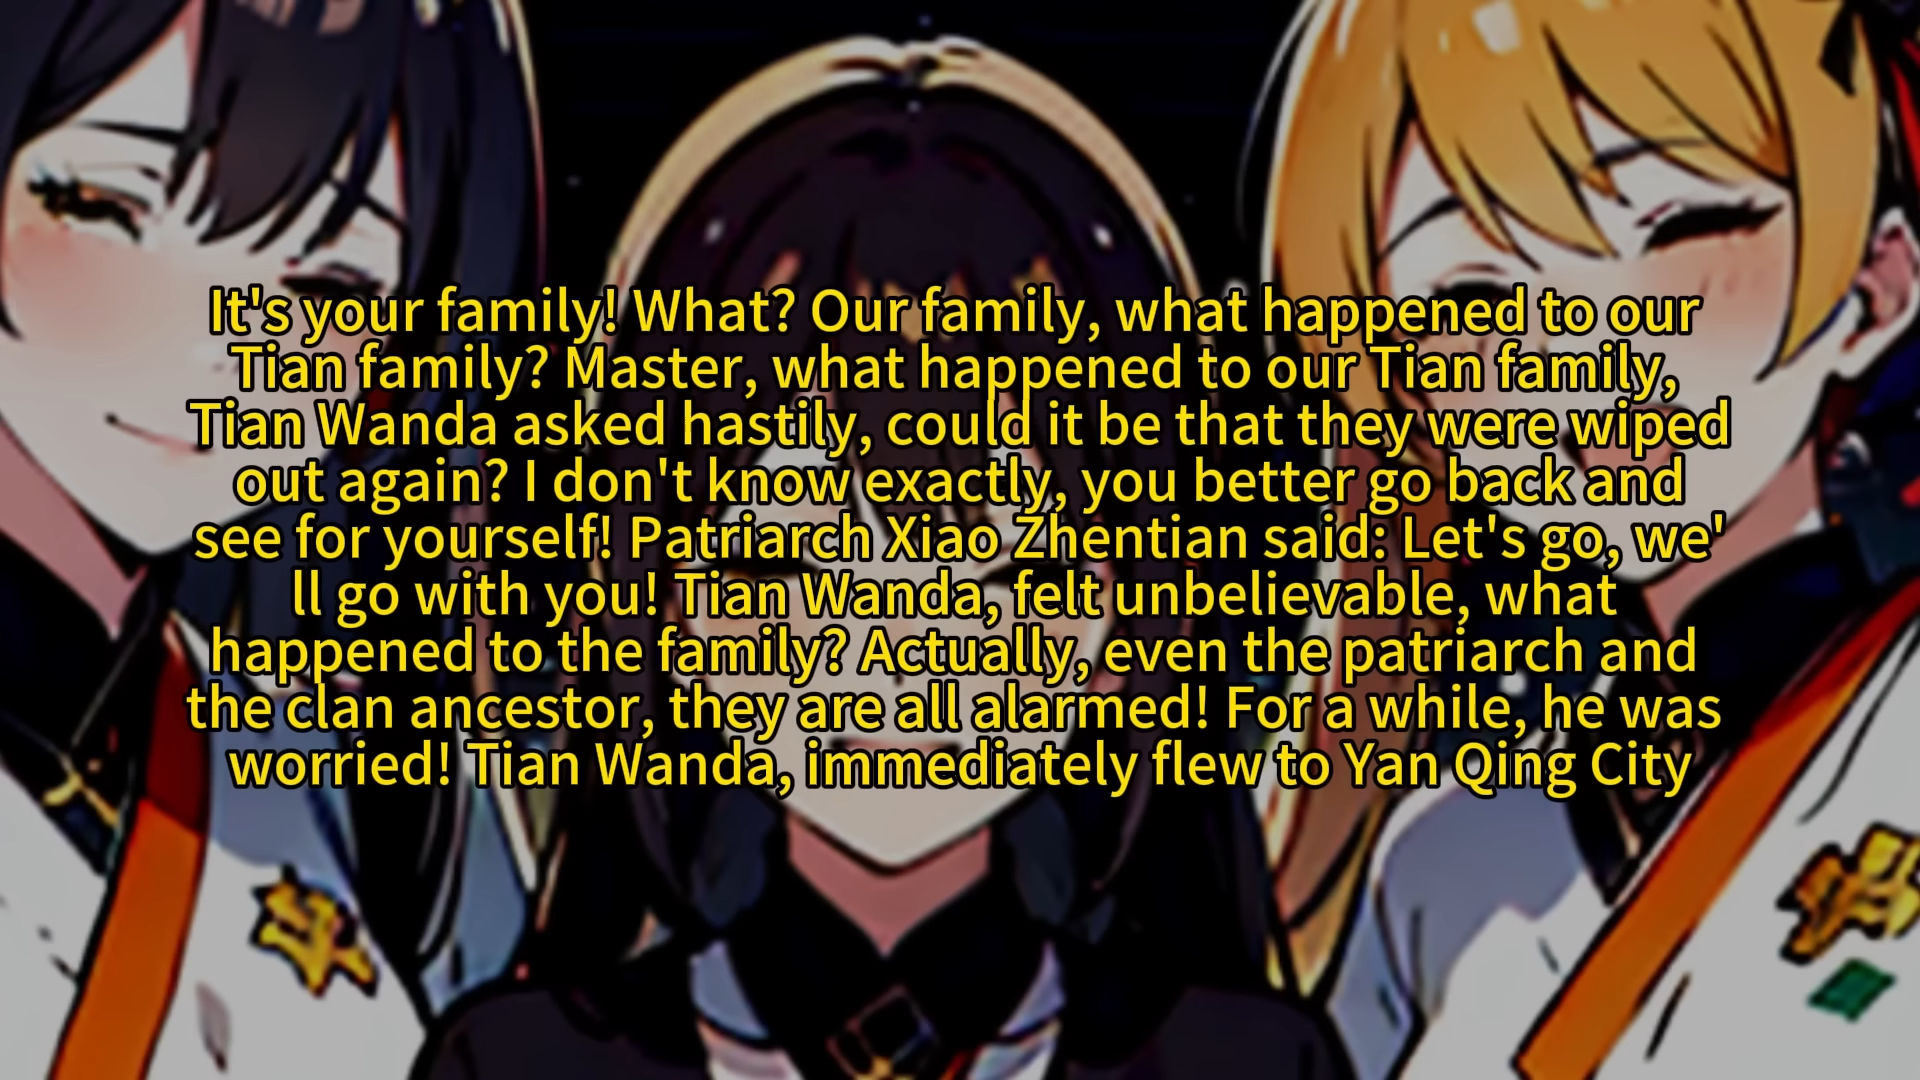 It's your family! What? Our family, what happened to our
Tian family? Master, what happened to our Tian family,
Tian Wanda asked hastily, could it be that they were wiped
out again? I don't know exactly, you better go back and
see for yourself! Patriarch Xiao Zhentian said: Let's go, we'
ll go with you! Tian Wanda, felt unbelievable, what
happened to the family? Actually, even the patriarch and
the clan ancestor, they are all alarmed! For a while, he was
worried! Tian Wanda, immediately flew to Yan Qing City